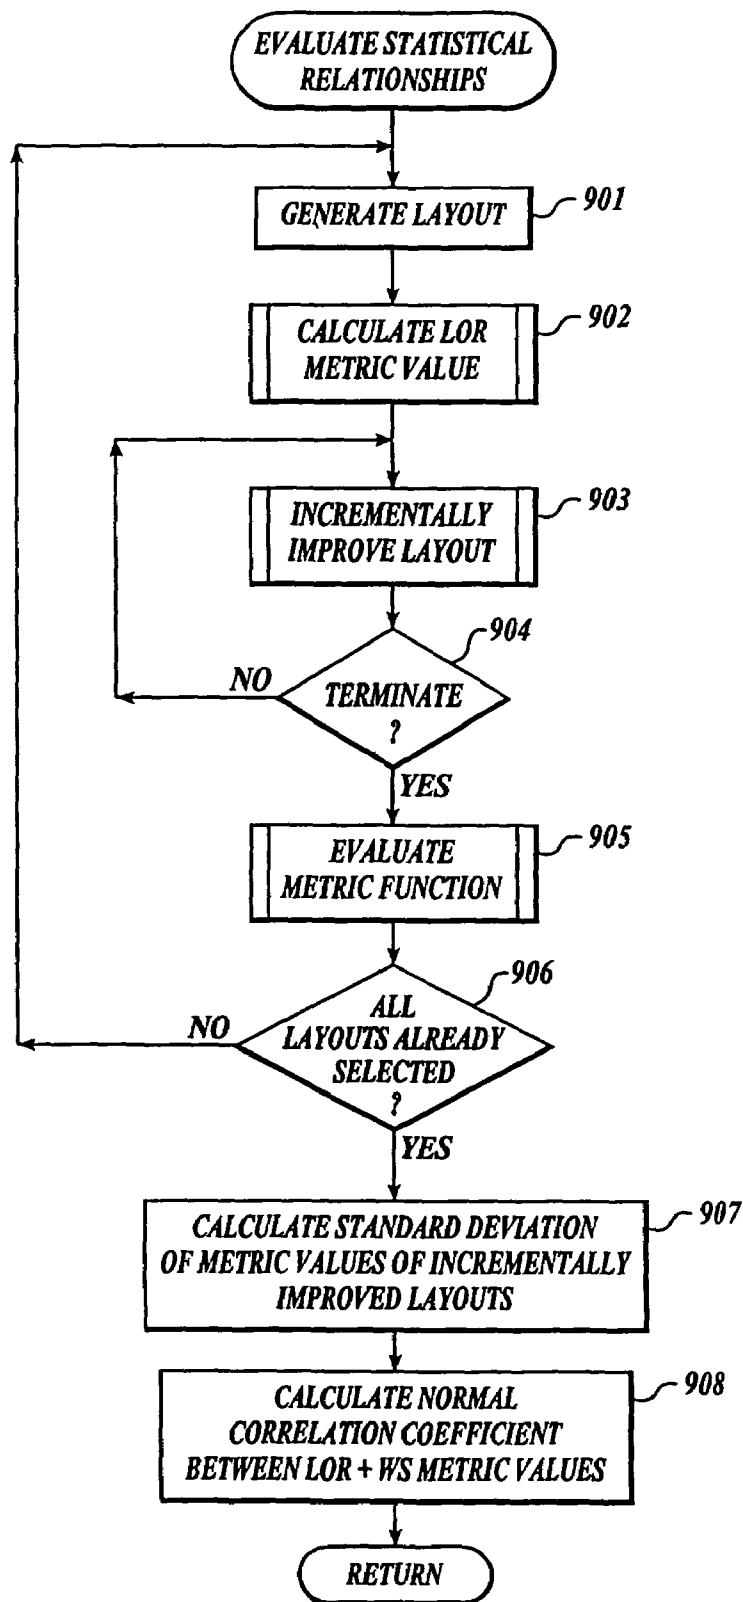 EVALUATE STATISTICAL
RELATIONSHIPS
GENERATE LAYOUT
901
CALCULATE LOR
METRIC VALUE
902
INCREMENTALLY
IMPROVE LAYOUT
903
904
TERMINATE
?
NO
YES
EVALUATE
METRIC FUNCTION
905
906
ALL
LAYOUTS ALREADY
SELECTED
?
NO
YES
CALCULATE STANDARD DEVIATION
OF METRIC VALUES OF INCREMENTALLY
IMPROVED LAYOUTS
907
CALCULATE NORMAL
CORRELATION COEFFICIENT
BETWEEN LOR + WS METRIC VALUES
908
RETURN